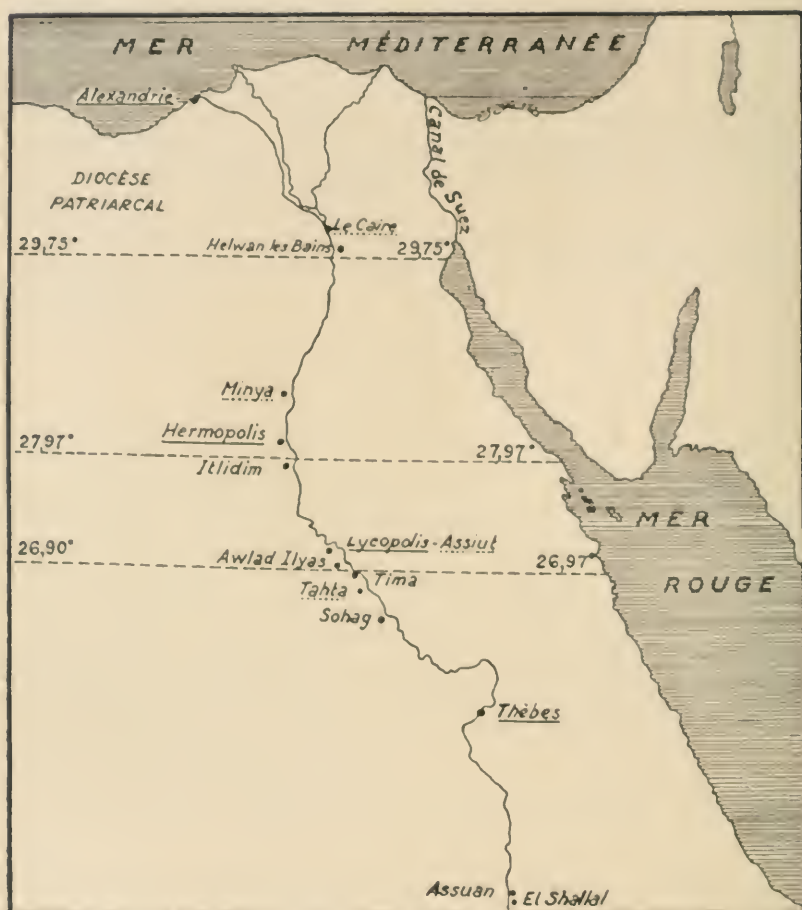 MER MÉDITERRANÉE
Alexandrie
Canal de Suez
DIOCÈSE
PATRIARCAL
Le Caire
Helwan les Bains
29,75° 29,75°
Minya
Hermopolis
27,97° 27,97°
Itlidim
Lycopolis-Assiut
Awlad Ilyas
26,90° 26,97°
Tima
Tahta
Sohag
MER
ROUGE
Thèbes
Assuan
El Shallal